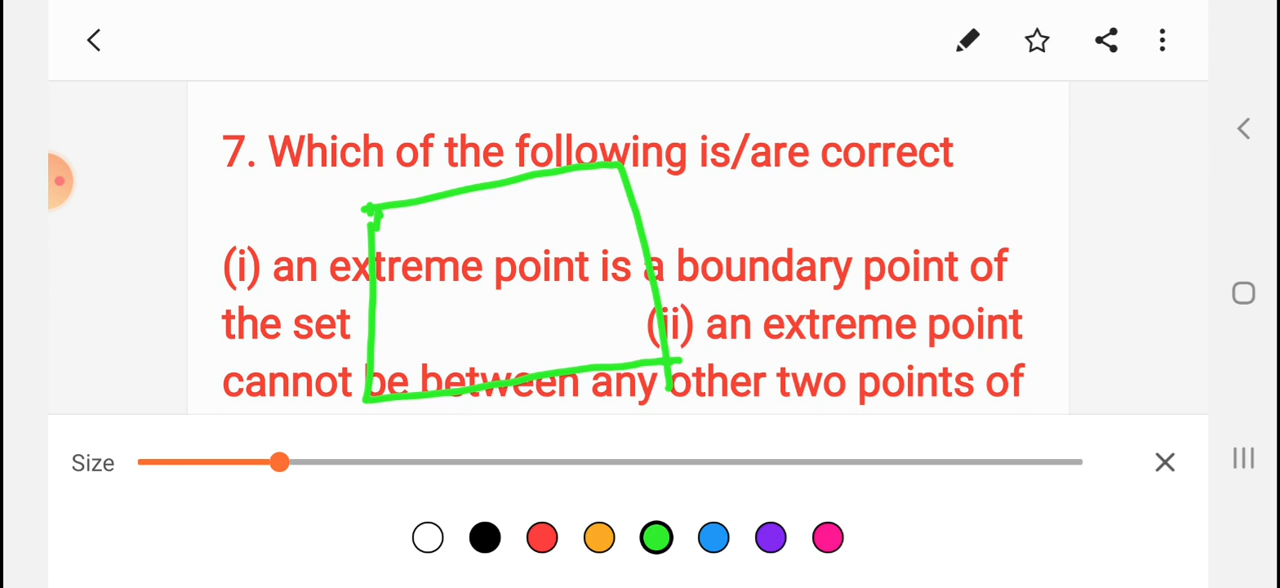 7. Which of the following is/are correct
(i) an extreme point is a boundary point of
the set (ii) an extreme point
cannot be between any other two points of
Size